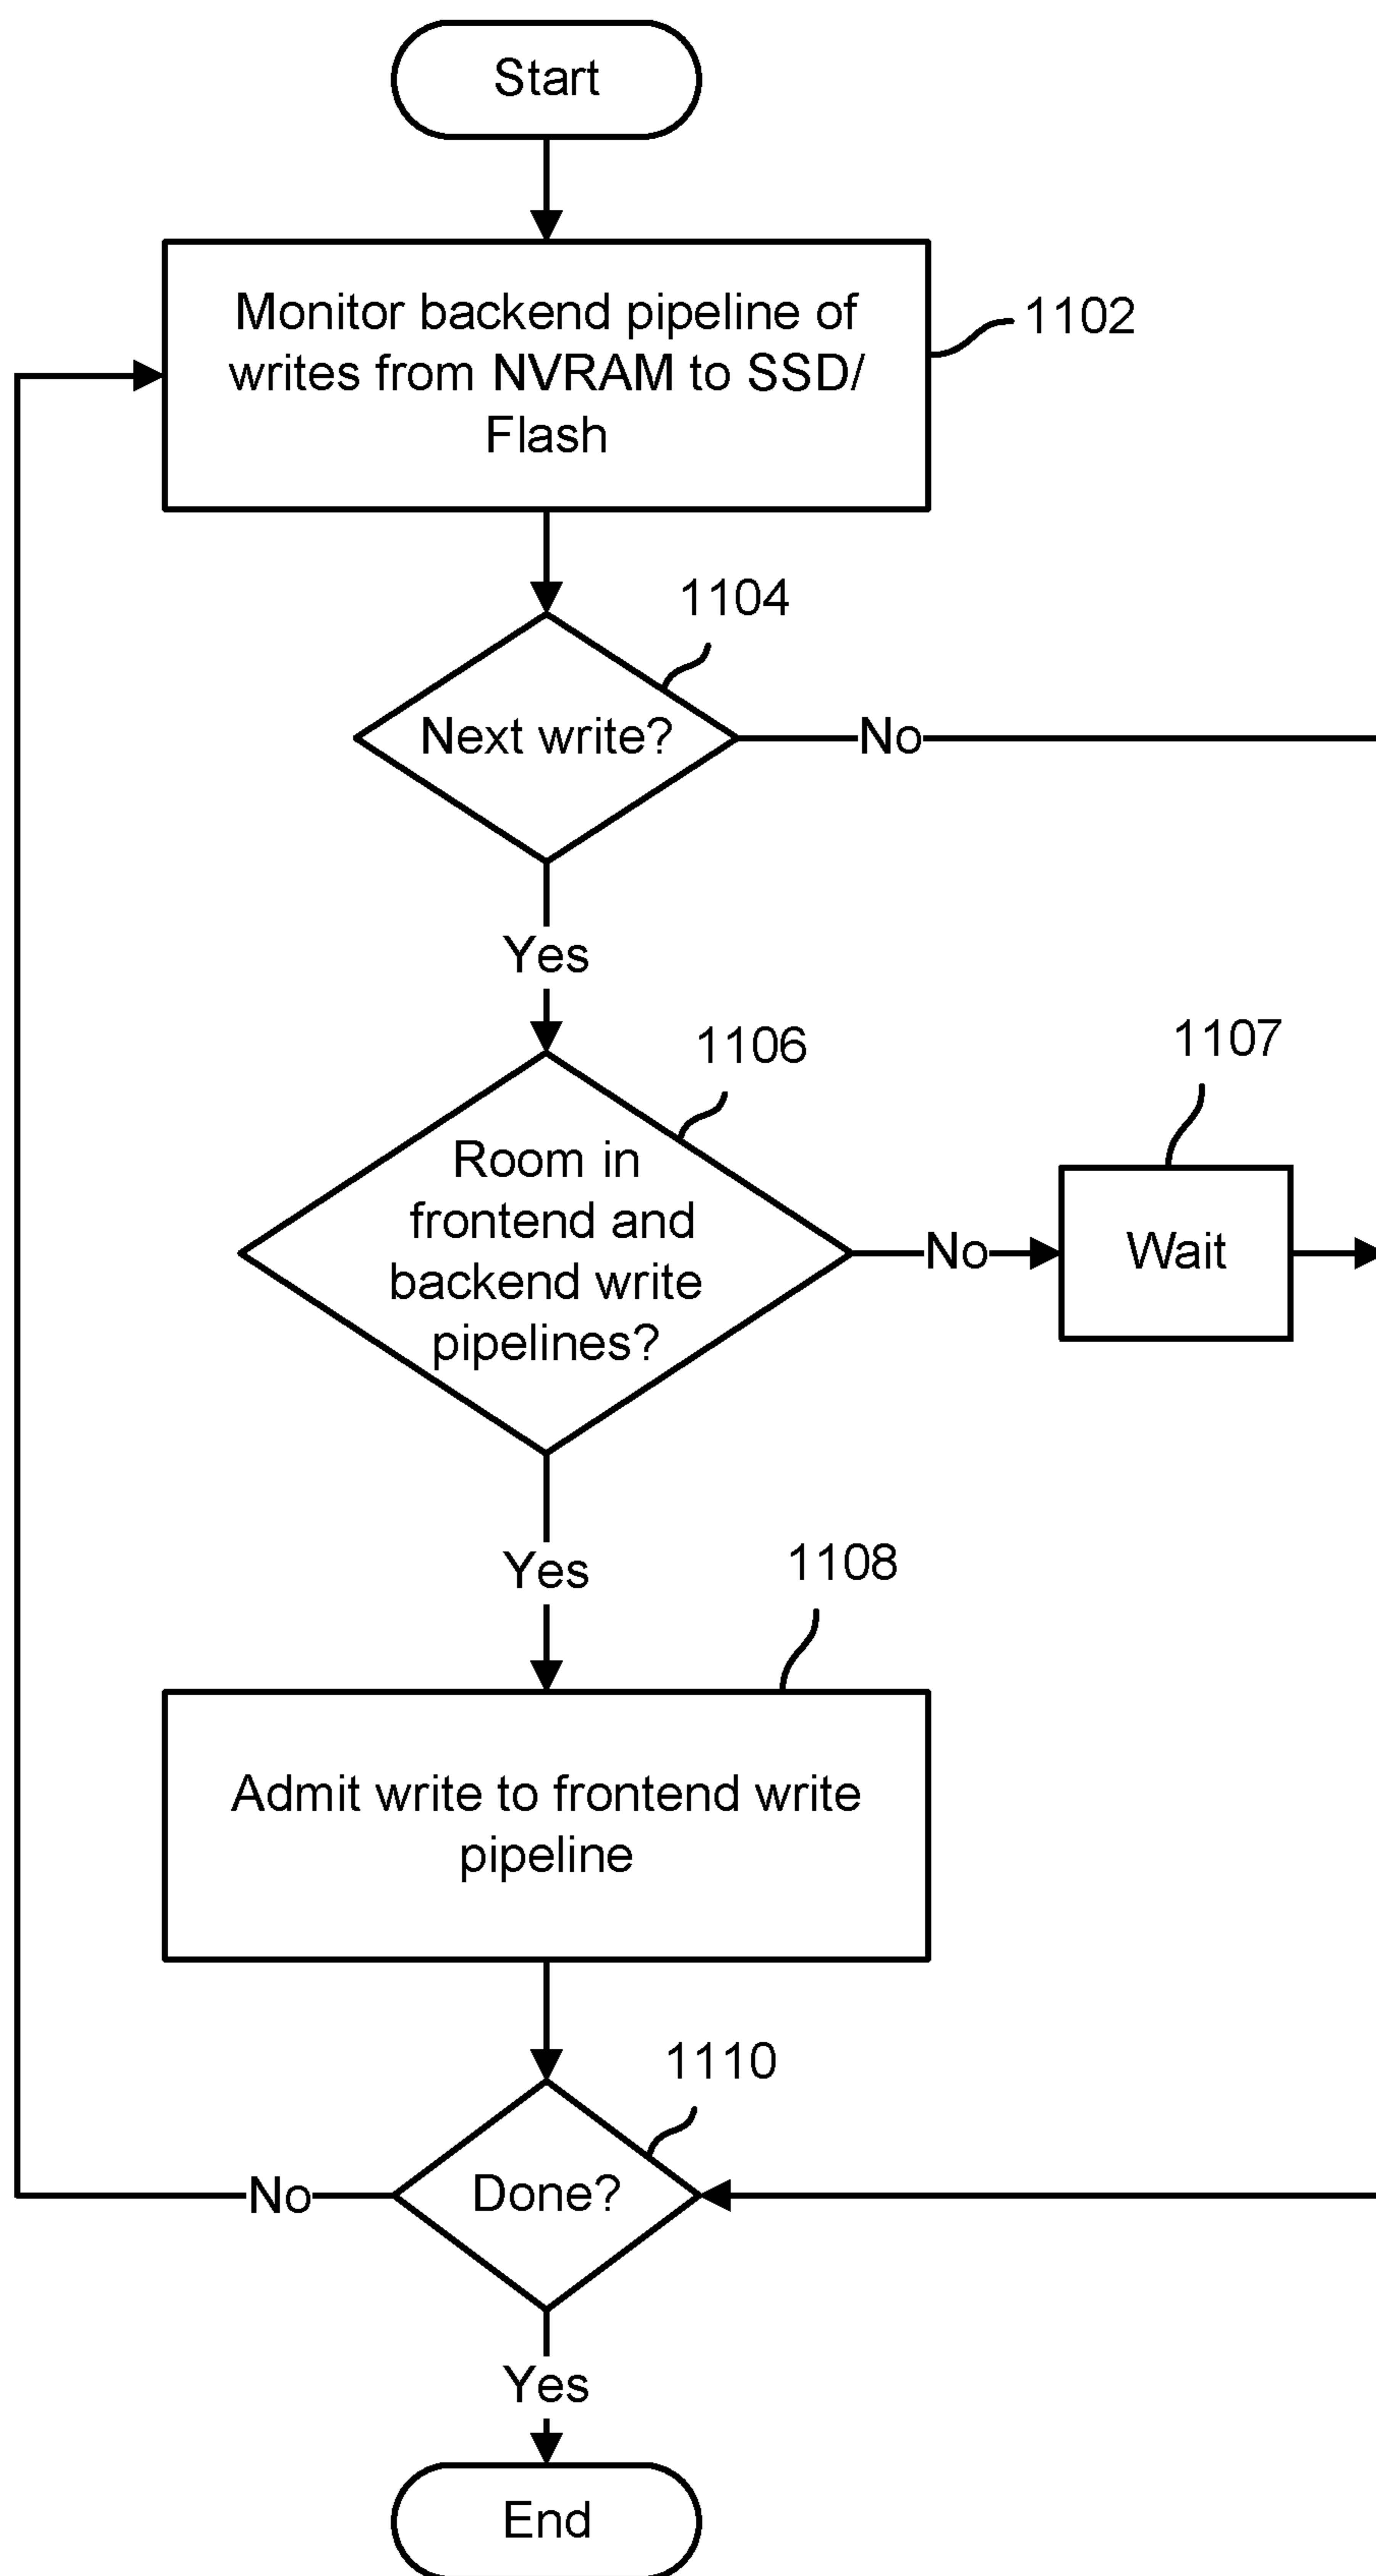 Start
Monitor backend pipeline of
writes from NVRAM to SSD/
Flash
1102
1104
Next write?
No
Yes
1106
1107
Room in
frontend and
backend write
pipelines?
No
Wait
Yes
1108
Admit write to frontend write
pipeline
1110
Done?
No
Yes
End